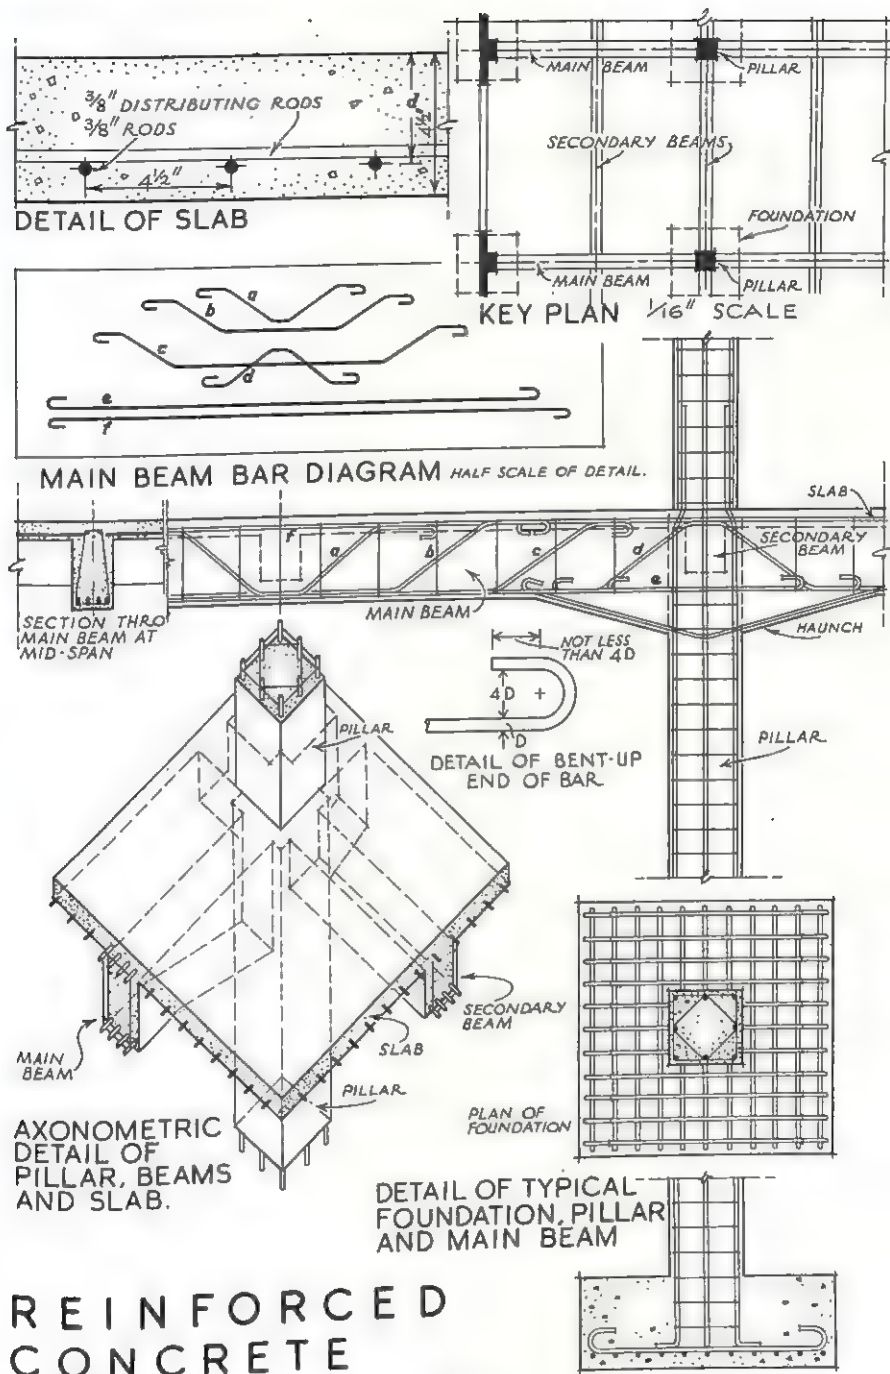 3/8" DISTRIBUTING RODS
3/8" RODS
d
4 1/2"
4 1/2"
DETAIL OF SLAB
MAIN BEAM
PILLAR
SECONDARY BEAMS
FOUNDATION
MAIN BEAM
PILLAR
KEY PLAN 1/16" SCALE
a
b
c
d
e
f
MAIN BEAM BAR DIAGRAM HALF SCALE OF DETAIL.
SLAB
f
a
b
c
d
e
SECONDARY
BEAM
MAIN BEAM
HAUNCH
SECTION THRO
MAIN BEAM AT
MID-SPAN
NOT LESS
THAN 4D
4D
D
DETAIL OF BENT-UP
END OF BAR
PILLAR
PILLAR
MAIN
BEAM
SECONDARY
BEAM
SLAB
PILLAR
AXONOMETRIC
DETAIL OF
PILLAR, BEAMS
AND SLAB.
PLAN OF
FOUNDATION
DETAIL OF TYPICAL
FOUNDATION, PILLAR
AND MAIN BEAM
REINFORCED
CONCRETE